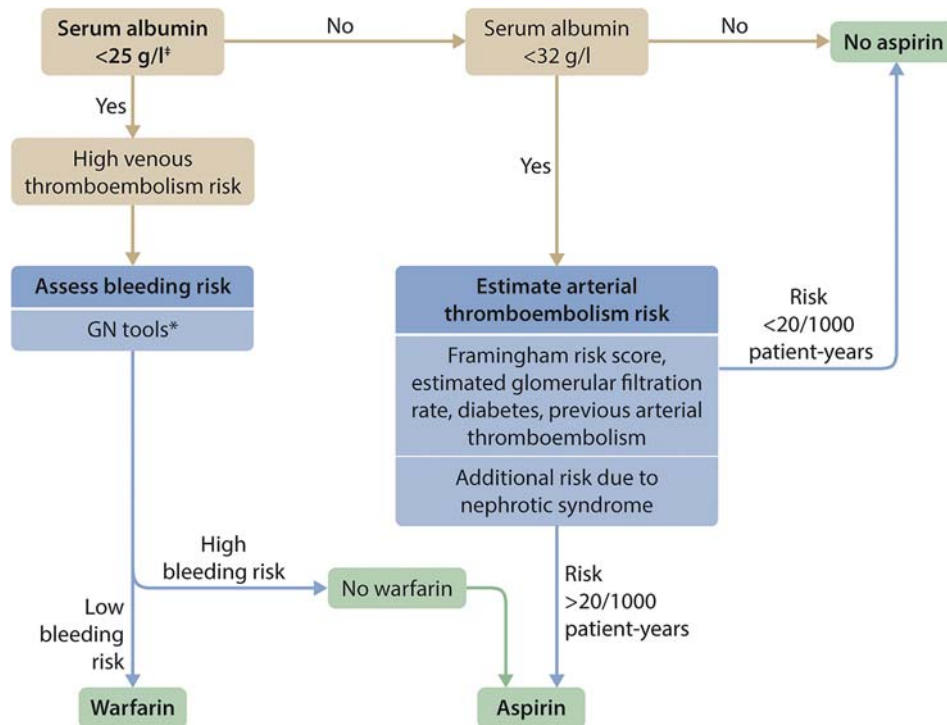 Serum albumin
<25 g/l‡
No
Serum albumin
<32 g/l
No
No aspirin
Yes
High venous
thromboembolism risk
Yes
Assess bleeding risk
GN tools*
Estimate arterial
thromboembolism risk
Framingham risk score,
estimated glomerular filtration
rate, diabetes, previous arterial
thromboembolism
Additional risk due to
nephrotic syndrome
Risk
<20/1000
patient-years
High
bleeding risk
No warfarin
Risk
>20/1000
patient-years
Low
bleeding
risk
Warfarin
Aspirin